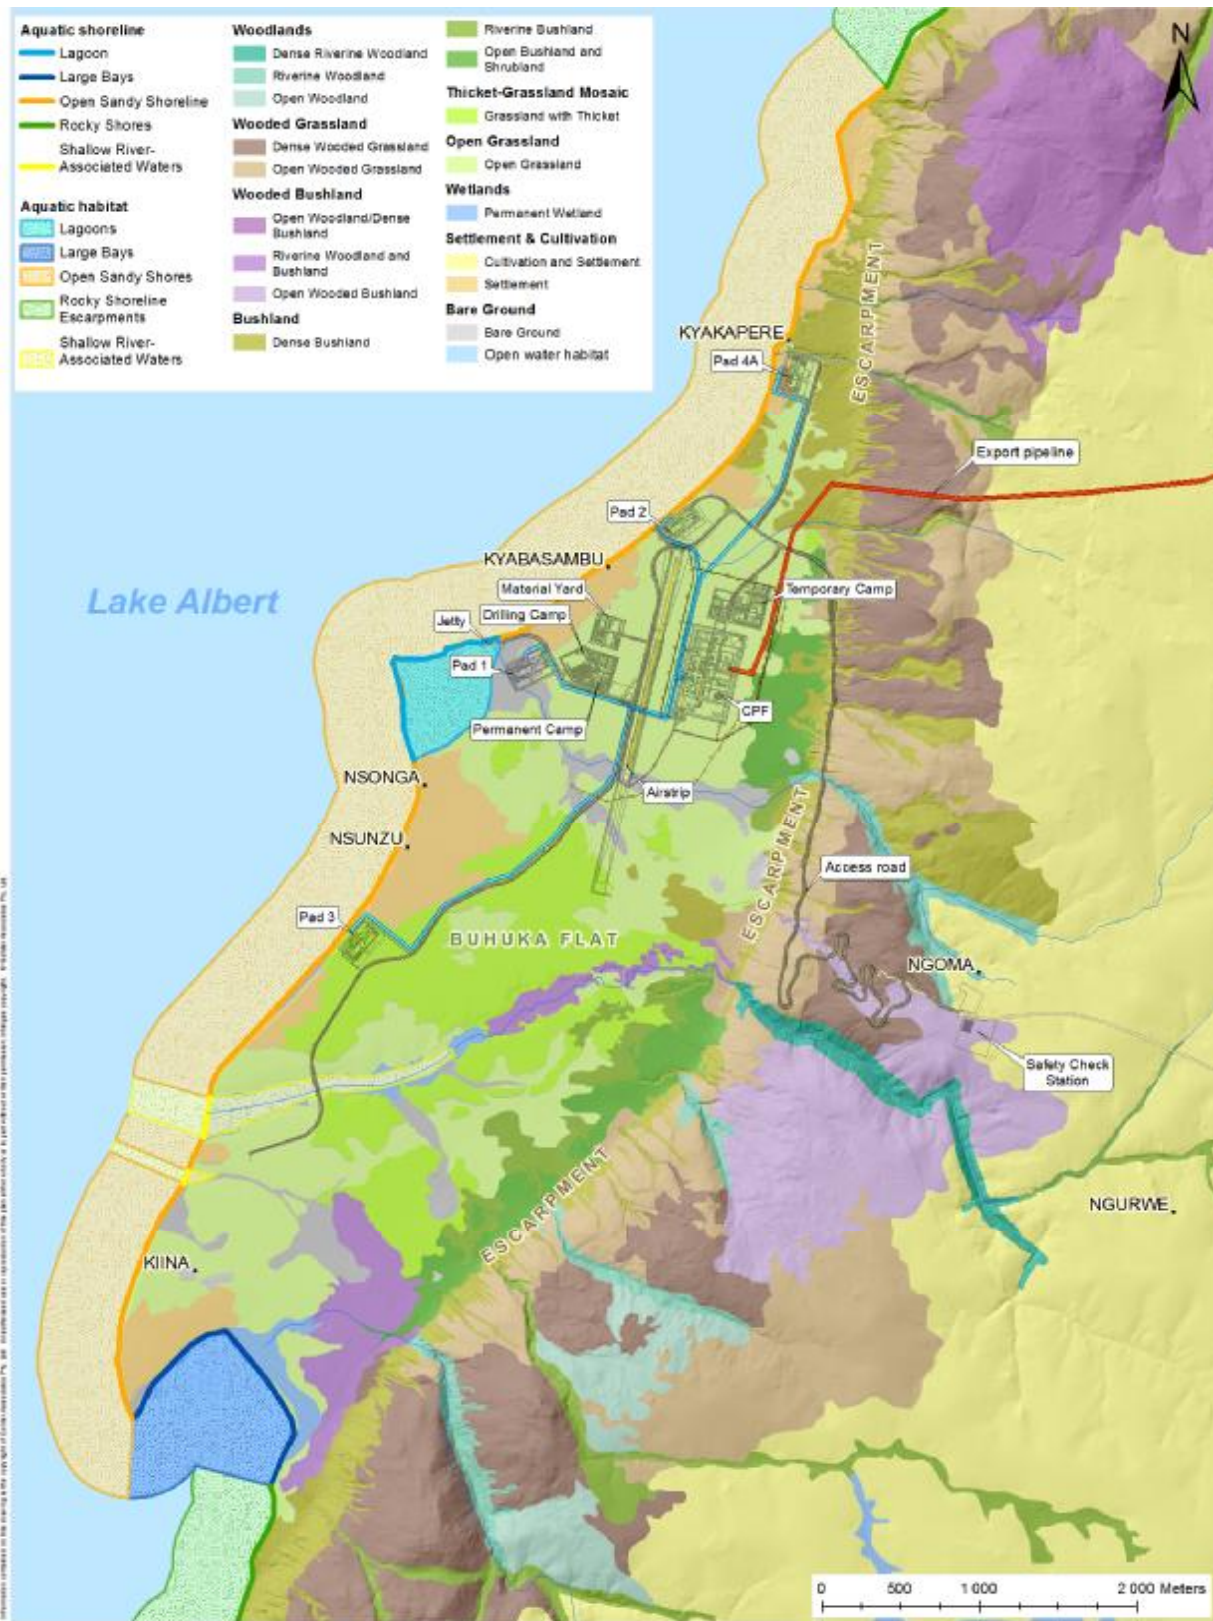 Aquatic shoreline
Lagoon
Large Bays
Open Sandy Shoreline
Rocky Shores
Shallow River-
Associated Waters
Aquatic habitat
Lagoons
Large Bays
Open Sandy Shores
Rocky Shoreline
Escarpments
Shallow River-
Associated Waters
Woodlands
Dense Riverine Woodland
Riverine Woodland
Open Woodland
Wooded Grassland
Dense Wooded Grassland
Open Wooded Grassland
Wooded Bushland
Open Woodland/Dense
Bushland
Riverine Woodland and
Bushland
Open Wooded Bushland
Bushland
Dense Bushland
Riverine Bushland
Open Bushland and
Shrubland
Thicket-Grassland Mosaic
Grassland with Thicket
Open Grassland
Open Grassland
Wetlands
Permanent Wetland
Settlement & Cultivation
Cultivation and Settlement
Settlement
Bare Ground
Bare Ground
Open water habitat
N
ESCARPMENT
KYAKAPERE
Pad 4A
Export pipeline
Pad 2
KYABASAMBU
Material Yard
Temporary Camp
Lake Albert
Jetty
Drilling Camp
Pad 1
CPF
Permanent Camp
NSONGA
Airstrip
NSUNZU
ESCARPMENT
Access road
Pad 3
BUHUKA FLAT
NGOMA
Safety Check
Station
ESCARPMENT
NGURWE
KIINA
0 500 1 000 2 000 Meters